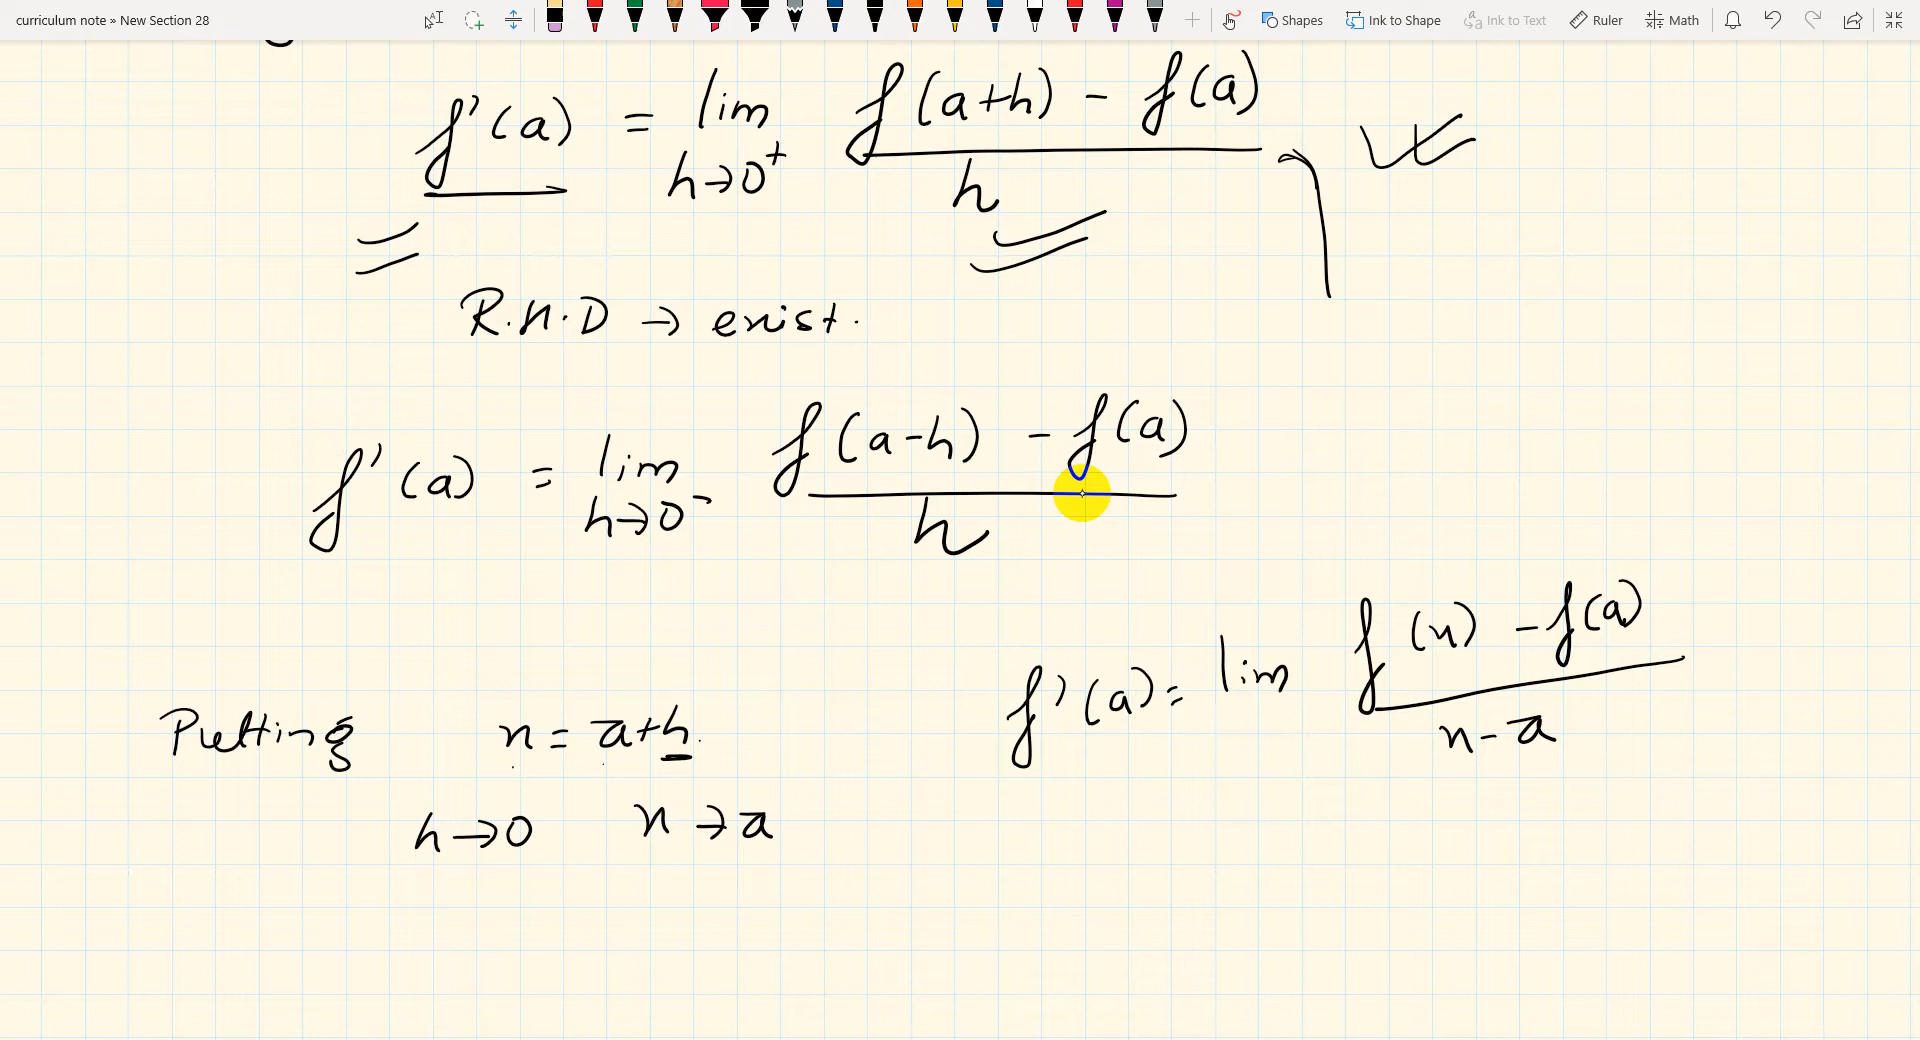 curriculum note » New Section 28
Shapes Ink to Shape Ink to Text Ruler Math
f'(a) = lim h→0⁺ f(a+h) - f(a) / h
R.H.D → exist.
f'(a) = lim h→0⁻ f(a-h) - f(a) / h
f'(a) = lim f(x) - f(a) / x - a
Putting x = a+h.
h→0 x→a